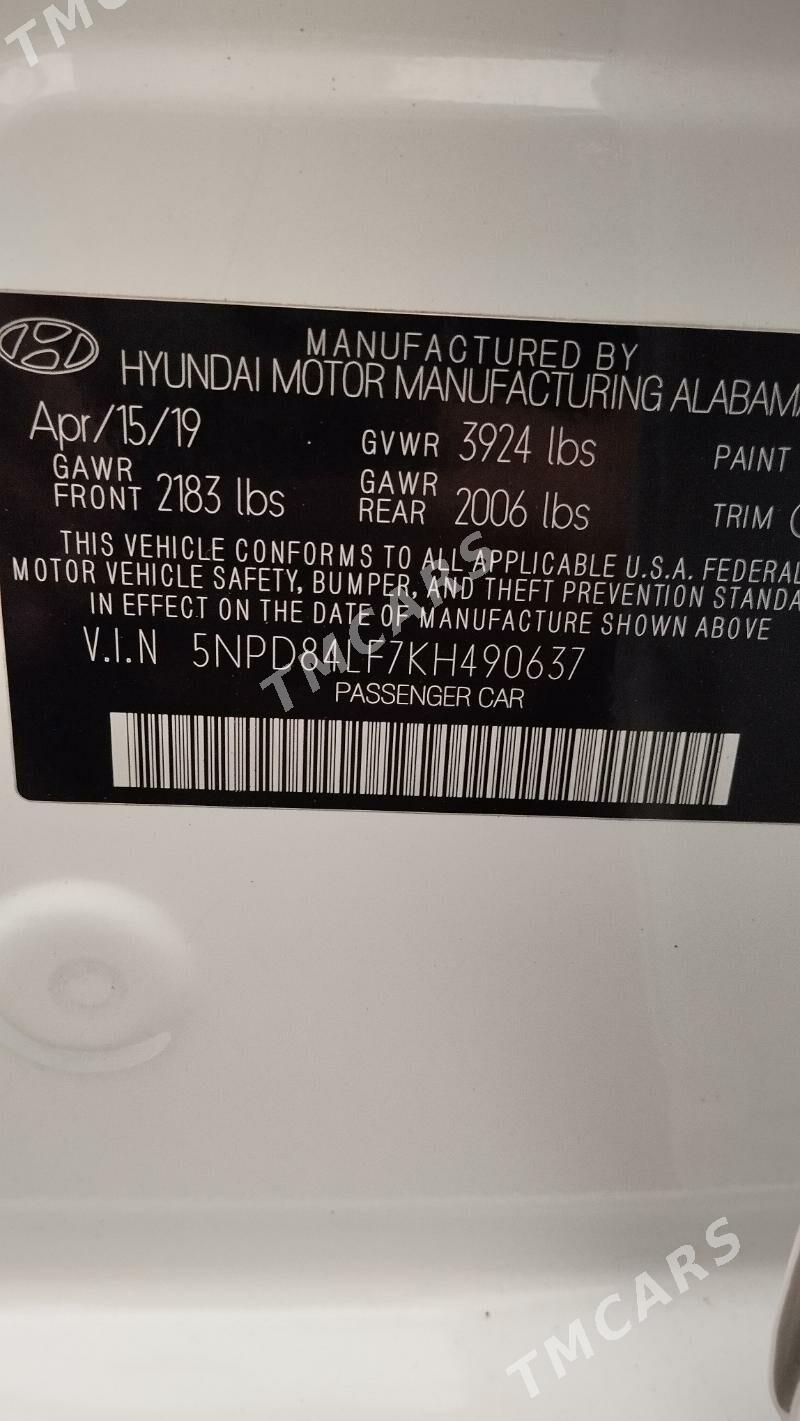 TMCARS
MANUFACTURED BY
HYUNDAI MOTOR MANUFACTURING ALABAMA
Apr/15/19
GVWR 3924 lbs
PAINT
GAWR FRONT 2183 lbs
GAWR REAR 2006 lbs
TRIM
THIS VEHICLE CONFORMS TO ALL APPLICABLE U.S.A. FEDERAL
MOTOR VEHICLE SAFETY, BUMPER, AND THEFT PREVENTION STANDA
IN EFFECT ON THE DATE OF MANUFACTURE SHOWN ABOVE
V.I.N 5NPD84LF7KH490637
PASSENGER CAR
TMCARS
TMCARS